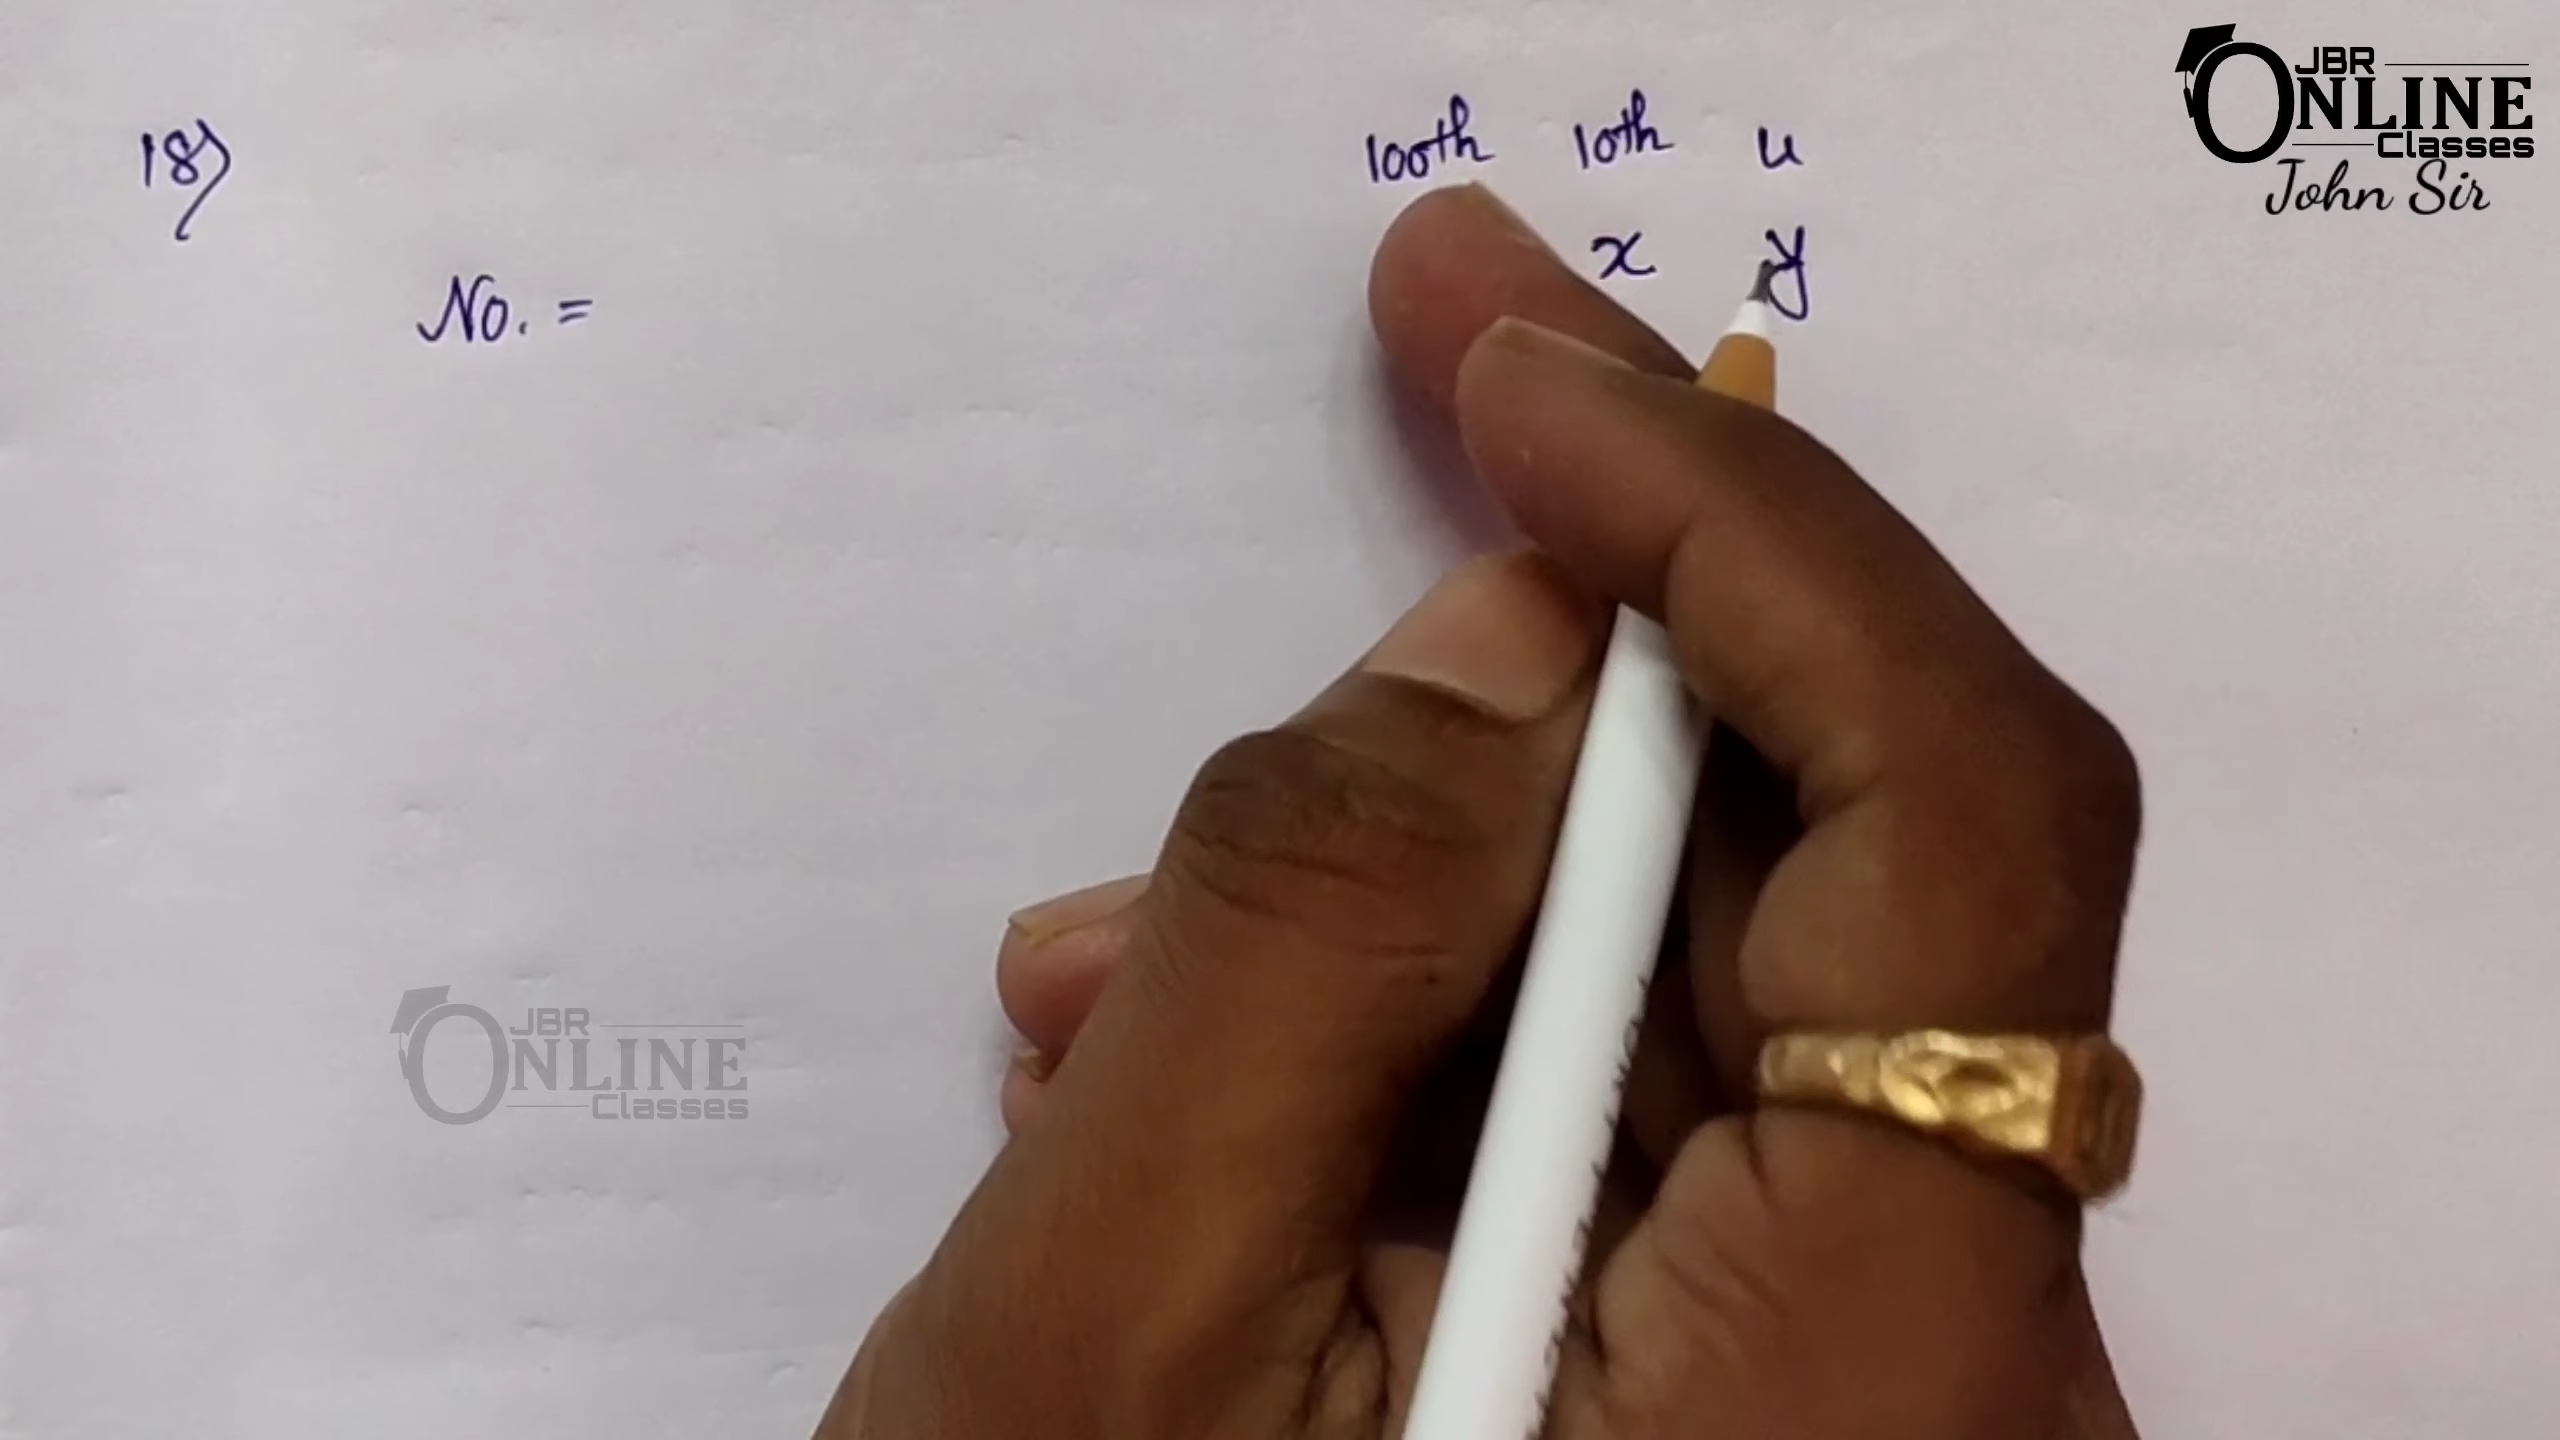 JBR
ONLINE
Classes
John Sir
18)
100th 10th u
x y
No. =
JBR
ONLINE
Classes